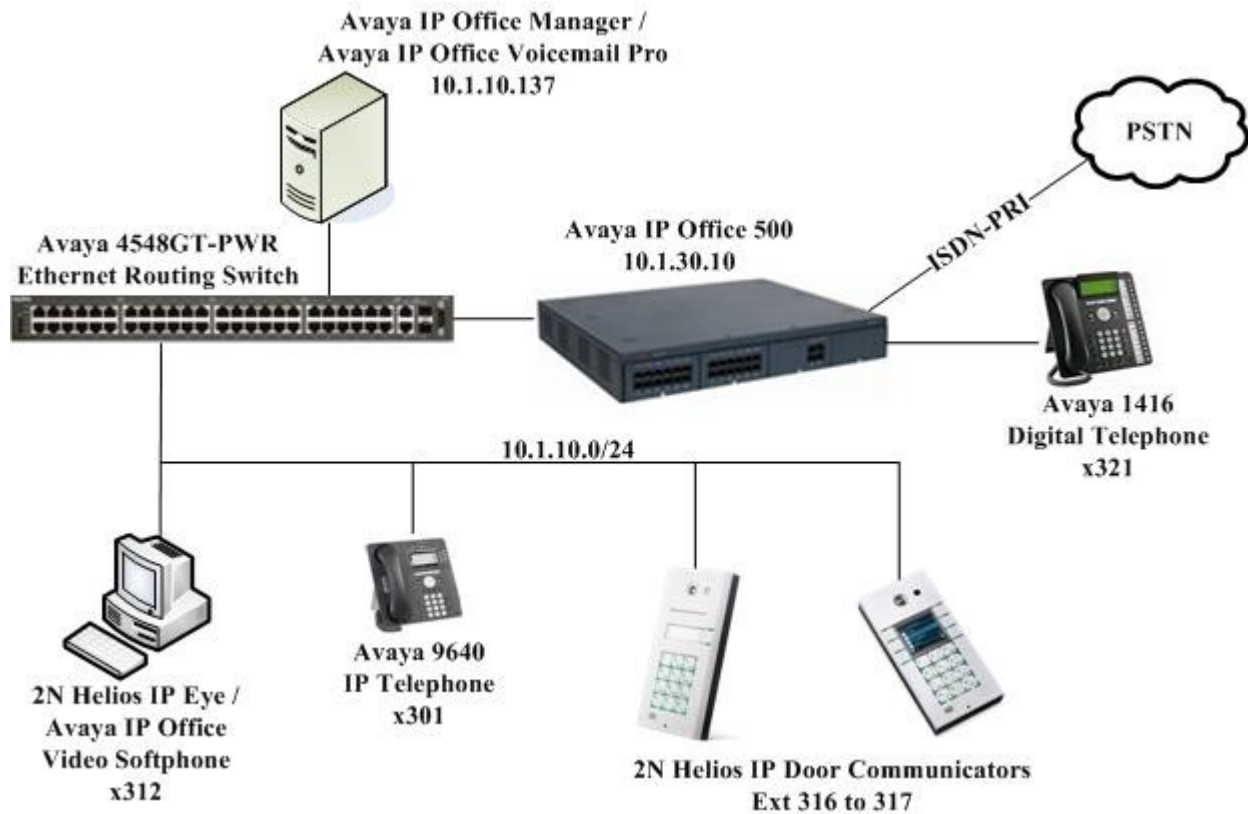 Avaya IP Office Manager /
Avaya IP Office Voicemail Pro
10.1.10.137
PSTN
Avaya 4548GT-PWR
Ethernet Routing Switch
Avaya IP Office 500
10.1.30.10
ISDN-PRI
Avaya 1416
Digital Telephone
x321
10.1.10.0/24
2N Helios IP Eye /
Avaya IP Office
Video Softphone
x312
Avaya 9640
IP Telephone
x301
2N Helios IP Door Communicators
Ext 316 to 317